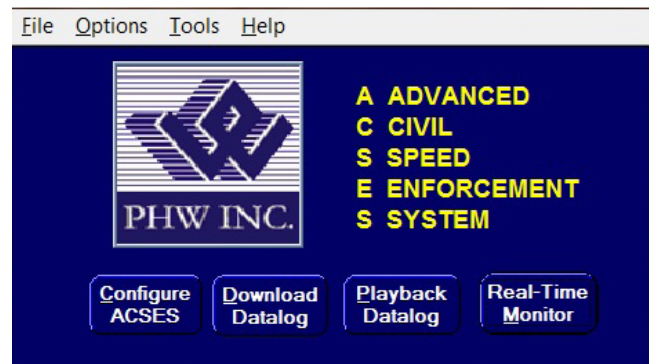 File Options Tools Help
A ADVANCED
C CIVIL
S SPEED
E ENFORCEMENT
S SYSTEM
PHW INC.
Configure ACSES
Download Datalog
Playback Datalog
Real-Time Monitor